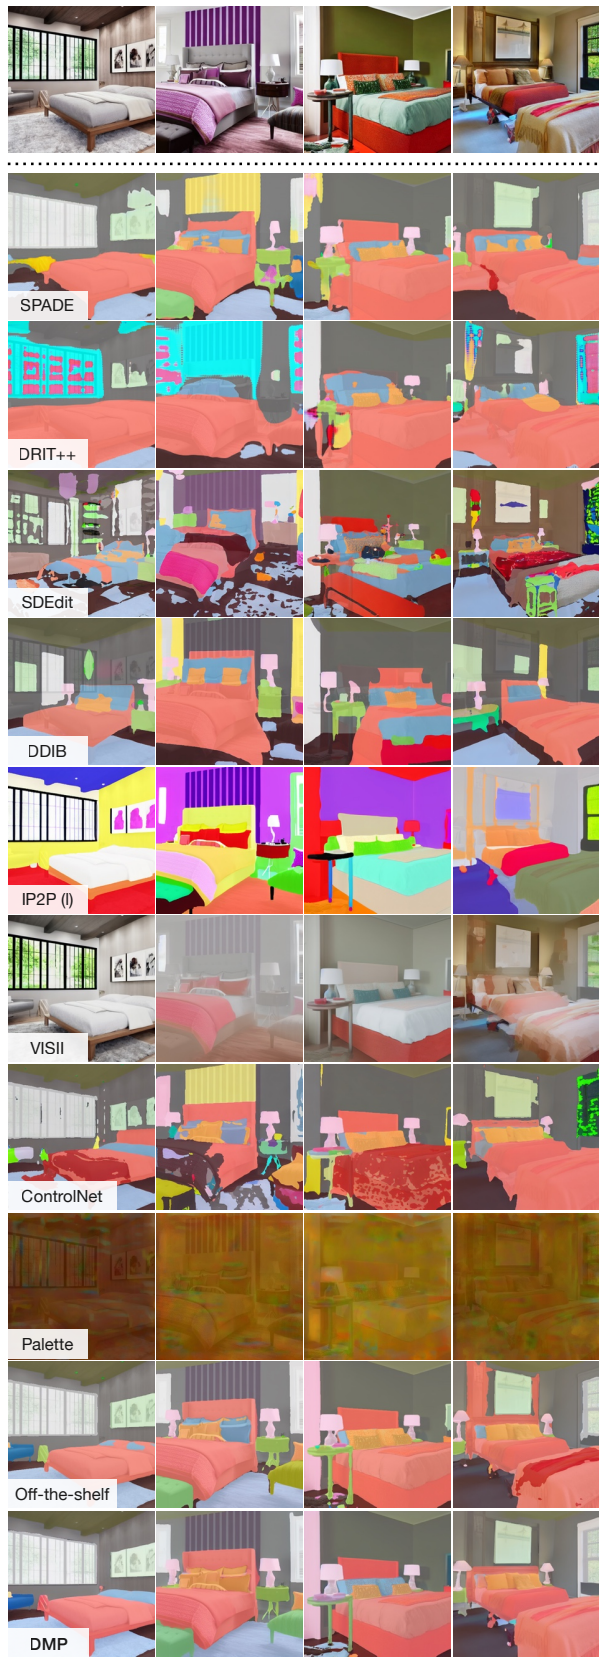 SPADE
DRIT++
SDEdit
DDIB
IP2P (I)
VISII
ControlNet
Palette
Off-the-shelf
DMP